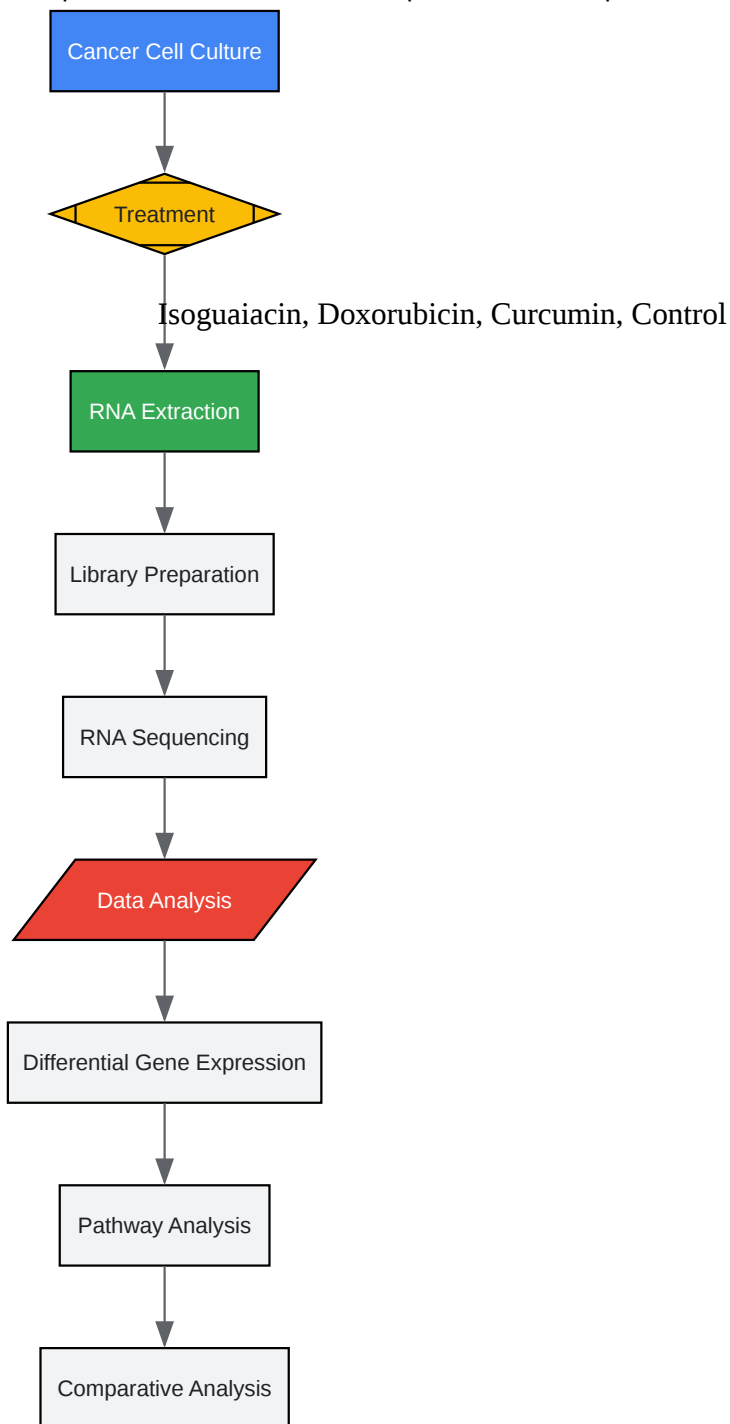 Cancer Cell Culture
Treatment
Isoguaiacin, Doxorubicin, Curcumin, Control
RNA Extraction
Library Preparation
RNA Sequencing
Data Analysis
Differential Gene Expression
Pathway Analysis
Comparative Analysis